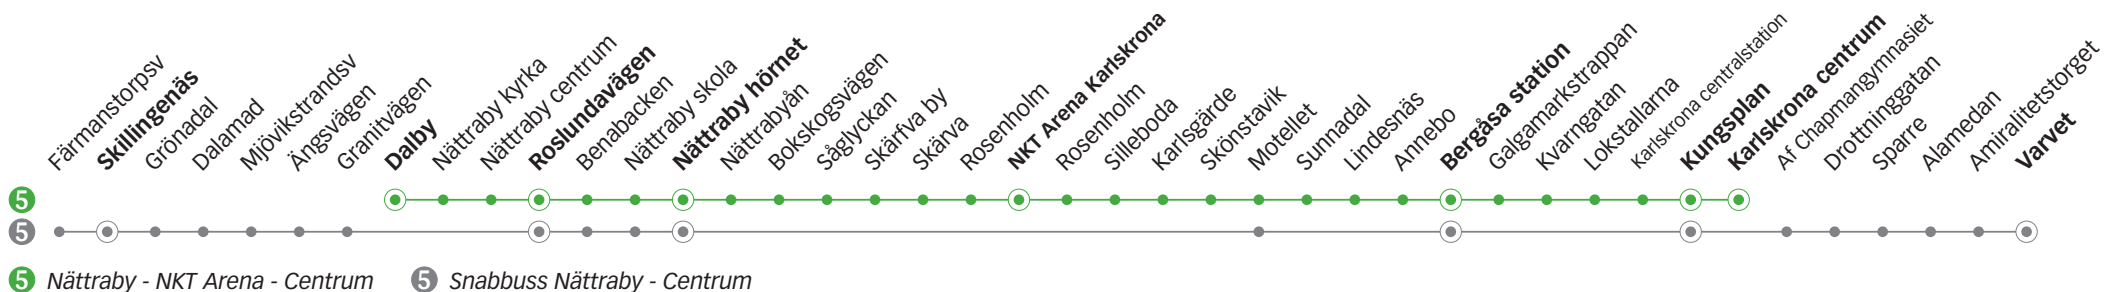 Färmanstorpsv
Skillingenäs
Grönadal
Dalamad
Mjövikstrandsv
Ängsvägen
Granitvägen
Dalby
Nättraby kyrka
Nättraby centrum
Roslundavägen
Benabacken
Nättraby skola
Nättraby hörnet
Nättrabyån
Bokskogsvägen
Såglyckan
Skärfva by
Skärva
Rosenholm
NKT Arena Karlskrona
Rosenholm
Silleboda
Karlsgärde
Skönstavik
Motellet
Sunnadal
Lindesnäs
Annebo
Bergåsa station
Galgamarkstrappan
Kvarngatan
Lokstallarna
Karlskrona centralstation
Kungsplan
Karlskrona centrum
Af Chapmangymnasiet
Drottninggatan
Sparre
Alamedan
Amiralitetstorget
Varvet
5
5
5 Nättraby - NKT Arena - Centrum 5 Snabbuss Nättraby - Centrum